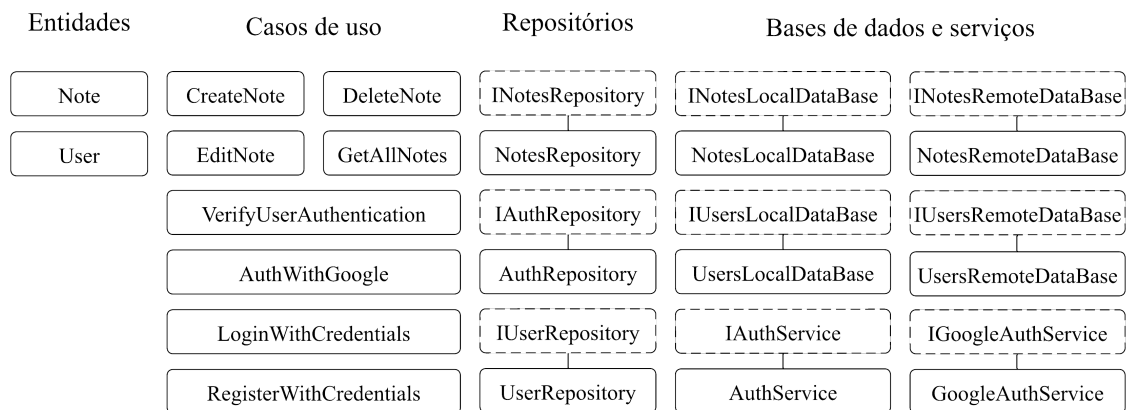 Entidades
Casos de uso
Repositórios
Bases de dados e serviços
Note
CreateNote
DeleteNote
INotesRepository
INotesLocalDataBase
INotesRemoteDataBase
User
EditNote
GetAllNotes
NotesRepository
NotesLocalDataBase
NotesRemoteDataBase
VerifyUserAuthentication
IAuthRepository
IUsersLocalDataBase
IUsersRemoteDataBase
AuthWithGoogle
AuthRepository
UsersLocalDataBase
UsersRemoteDataBase
LoginWithCredentials
IUserRepository
IAuthService
IGoogleAuthService
RegisterWithCredentials
UserRepository
AuthService
GoogleAuthService